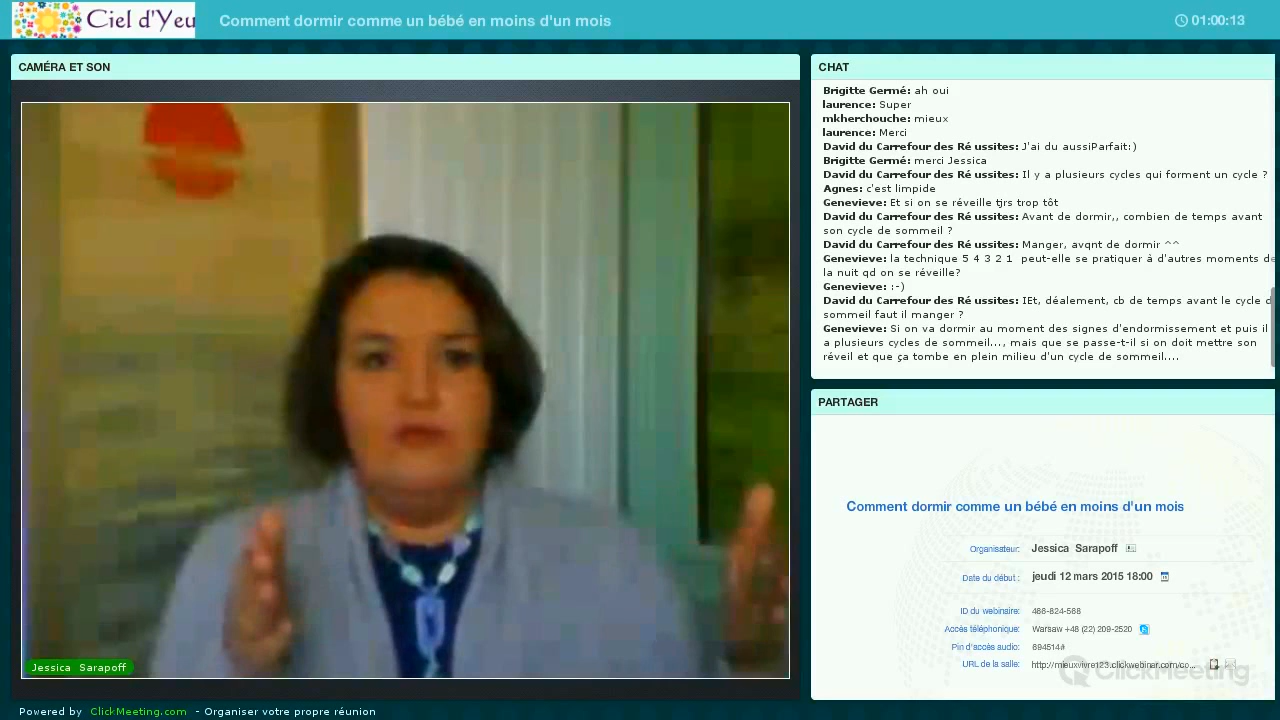 Ciel d'Yeu
Comment dormir comme un bébé en moins d'un mois
01:00:13
CAMÉRA ET SON
Jessica Sarapoff
CHAT
Brigitte Germé: ah oui
laurence: Super
mkherchouche: mieux
laurence: Merci
David du Carrefour des Ré ussites: J'ai du aussiParfait:)
Brigitte Germé: merci Jessica
David du Carrefour des Ré ussites: Il y a plusieurs cycles qui forment un cycle ?
Agnes: c'est limpide
Genevieve: Et si on se réveille tjrs trop tôt
David du Carrefour des Ré ussites: Avant de dormir,, combien de temps avant
son cycle de sommeil ?
David du Carrefour des Ré ussites: Manger, avqnt de dormir ^^
Genevieve: la technique 5 4 3 2 1 peut-elle se pratiquer à d'autres moments de
la nuit qd on se réveille?
Genevieve: :-)
David du Carrefour des Ré ussites: IEt, déalement, cb de temps avant le cycle d
sommeil faut il manger ?
Genevieve: Si on va dormir au moment des signes d'endormissement et puis il
a plusieurs cycles de sommeil..., mais que se passe-t-il si on doit mettre son
réveil et que ça tombe en plein milieu d'un cycle de sommeil....
PARTAGER
Comment dormir comme un bébé en moins d'un mois
Organisateur: Jessica Sarapoff
Date du début : jeudi 12 mars 2015 18:00
ID du webinaire: 466-824-568
Accès téléphonique: Warsaw +48 (22) 209-2520
Pin d'accès audio: 694514#
URL de la salle: http://mieuxvivre123.clickwebinar.com/co...
ClickMeeting
Powered by ClickMeeting.com - Organiser votre propre réunion